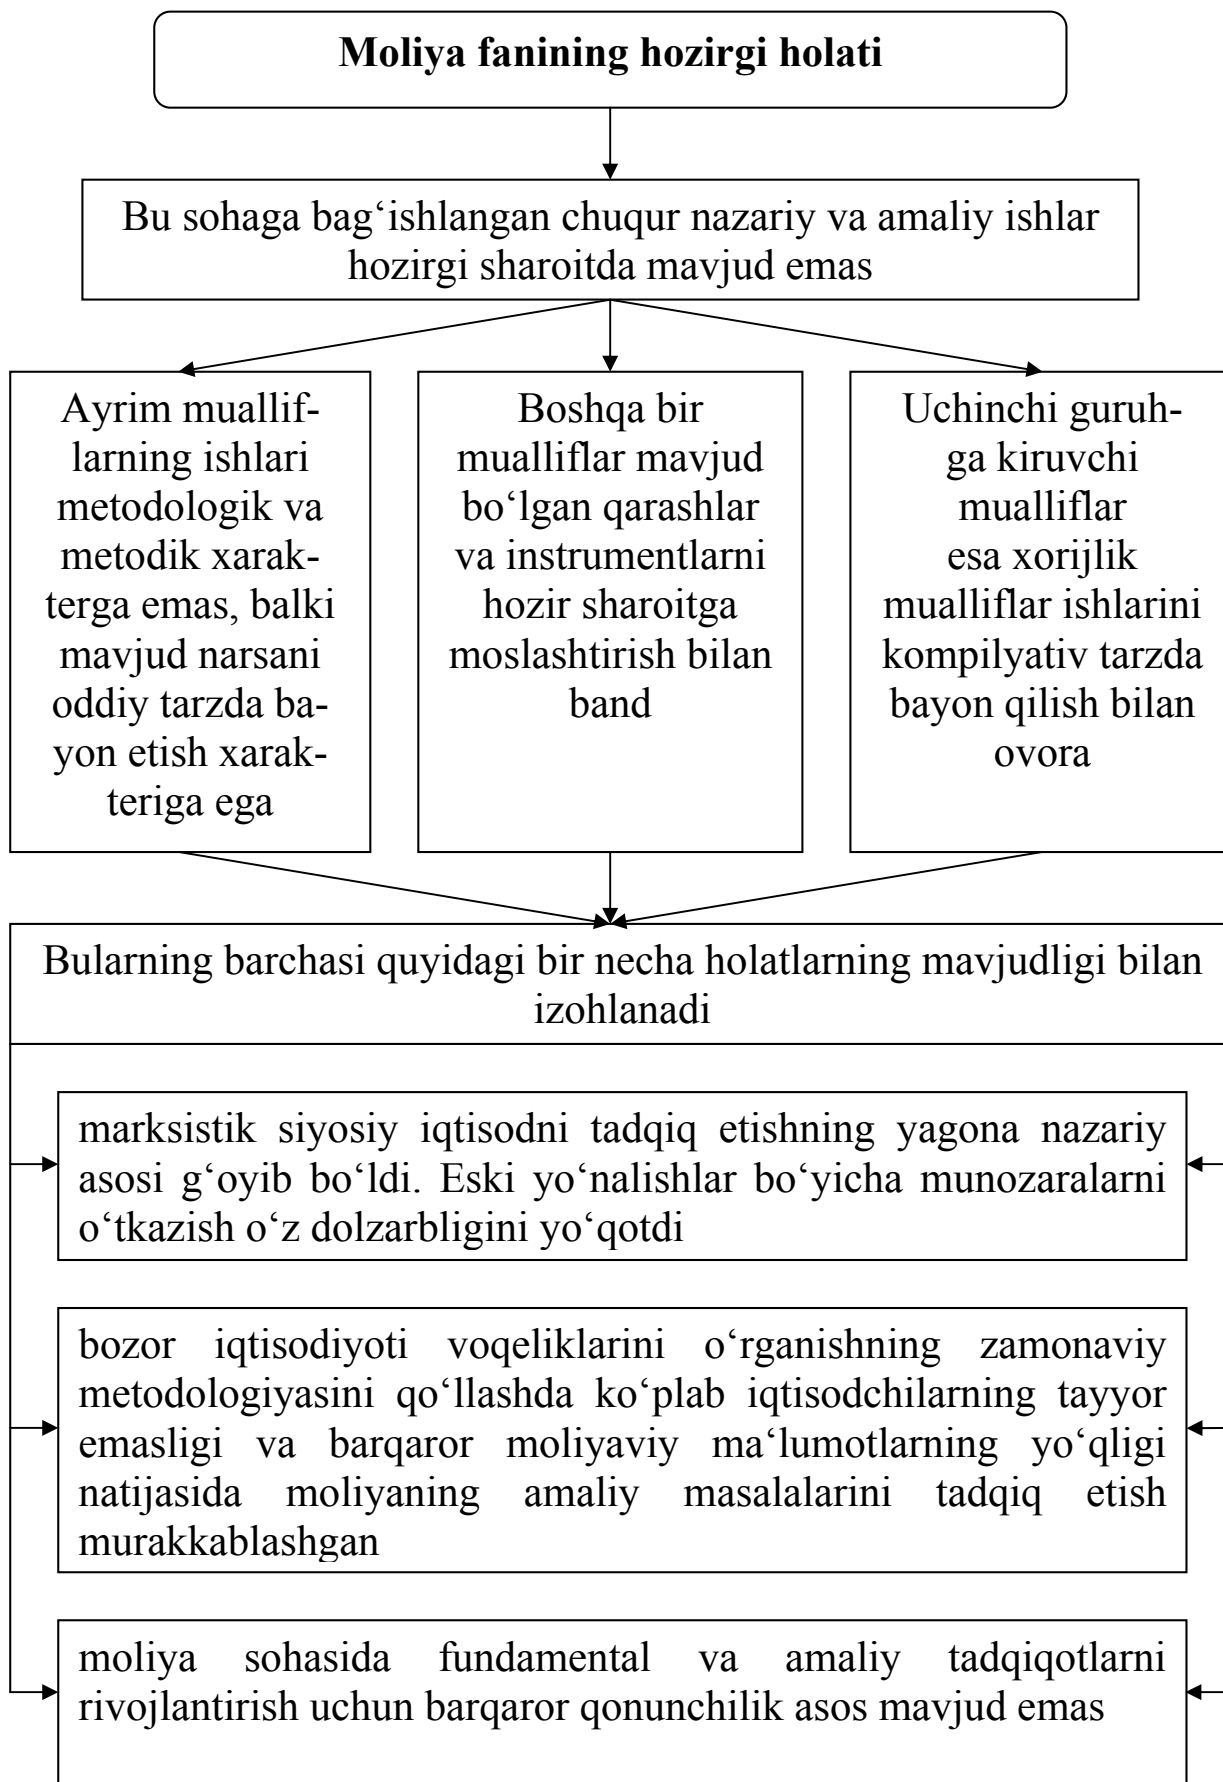 Moliya fanining hozirgi holati
Bu sohaga bag‘ishlangan chuqur nazariy va amaliy ishlar
hozirgi sharoitda mavjud emas
Ayrim muallif-
larning ishlari
metodologik va
metodik xarak-
terga emas, balki
mavjud narsani
oddiy tarzda ba-
yon etish xarak-
teriga ega
Boshqa bir
mualliflar mavjud
bo‘lgan qarashlar
va instrumentlarni
hozir sharoitga
moslashtirish bilan
band
Uchinchi guruh-
ga kiruvchi
mualliflar
esa xorijlik
mualliflar ishlarini
kompilyativ tarzda
bayon qilish bilan
ovora
Bularning barchasi quyidagi bir necha holatlarning mavjudligi bilan
izohlanadi
marksistik siyosiy iqtisodni tadqiq etishning yagona nazariy
asosi g‘oyib bo‘ldi. Eski yo‘nalishlar bo‘yicha munozaralarni
o‘tkazish o‘z dolzarbligini yo‘qotdi
bozor iqtisodiyoti voqeliklarini o‘rganishning zamonaviy
metodologiyasini qo‘llashda ko‘plab iqtisodchilarning tayyor
emasligi va barqaror moliyaviy ma‘lumotlarning yo‘qligi
natijasida moliyaning amaliy masalalarini tadqiq etish
murakkablashgan
moliya sohasida fundamental va amaliy tadqiqotlarni
rivojlantirish uchun barqaror qonunchilik asos mavjud emas